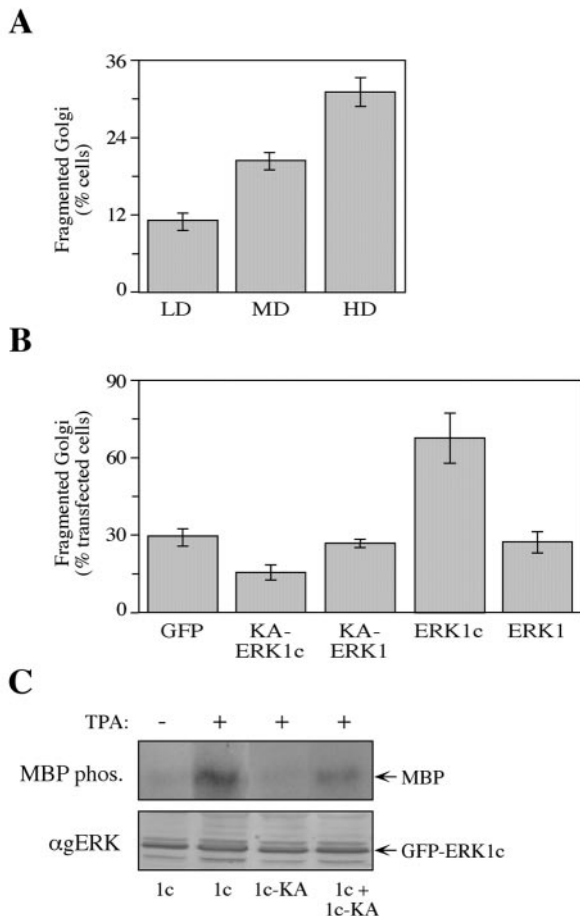 A
Fragmented Golgi
(% cells)
36
24
12
0
LD MD HD
B
Fragmented Golgi
(% transfected cells)
90
60
30
0
GFP KA-ERK1c KA-ERK1 ERK1c ERK1
C
TPA: - + + +
MBP phos. MBP
αgERK GFP-ERK1c
1c 1c 1c-KA 1c + 1c-KA